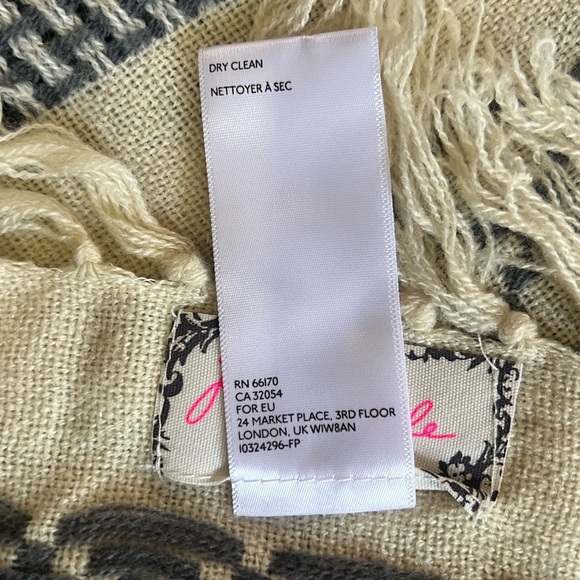 DRY CLEAN
NETTOYER À SEC
RN 66170
CA 32054
FOR EU
24 MARKET PLACE, 3RD FLOOR
LONDON, UK W1W8AN
10324296-FP